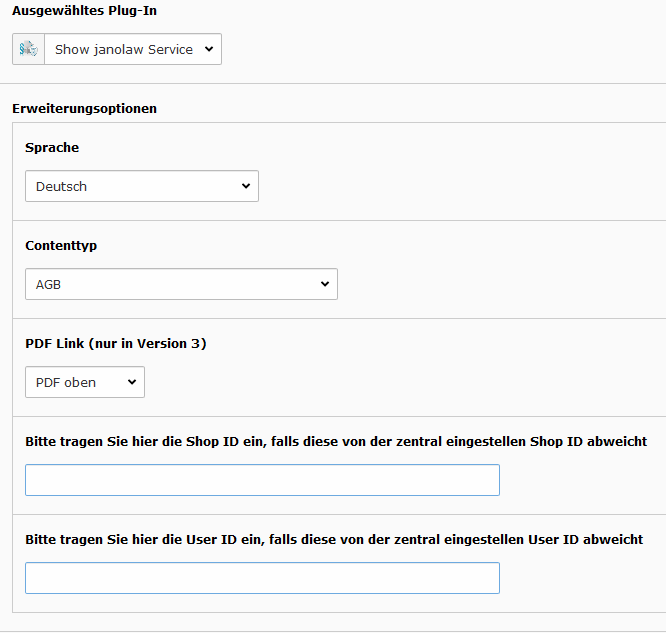 Ausgewähltes Plug-In
Show janolaw Service
Erweiterungsoptionen
Sprache
Deutsch
Contenttyp
AGB
PDF Link (nur in Version 3)
PDF oben
Bitte tragen Sie hier die Shop ID ein, falls diese von der zentral eingestellen Shop ID abweicht
Bitte tragen Sie hier die User ID ein, falls diese von der zentral eingestellen User ID abweicht